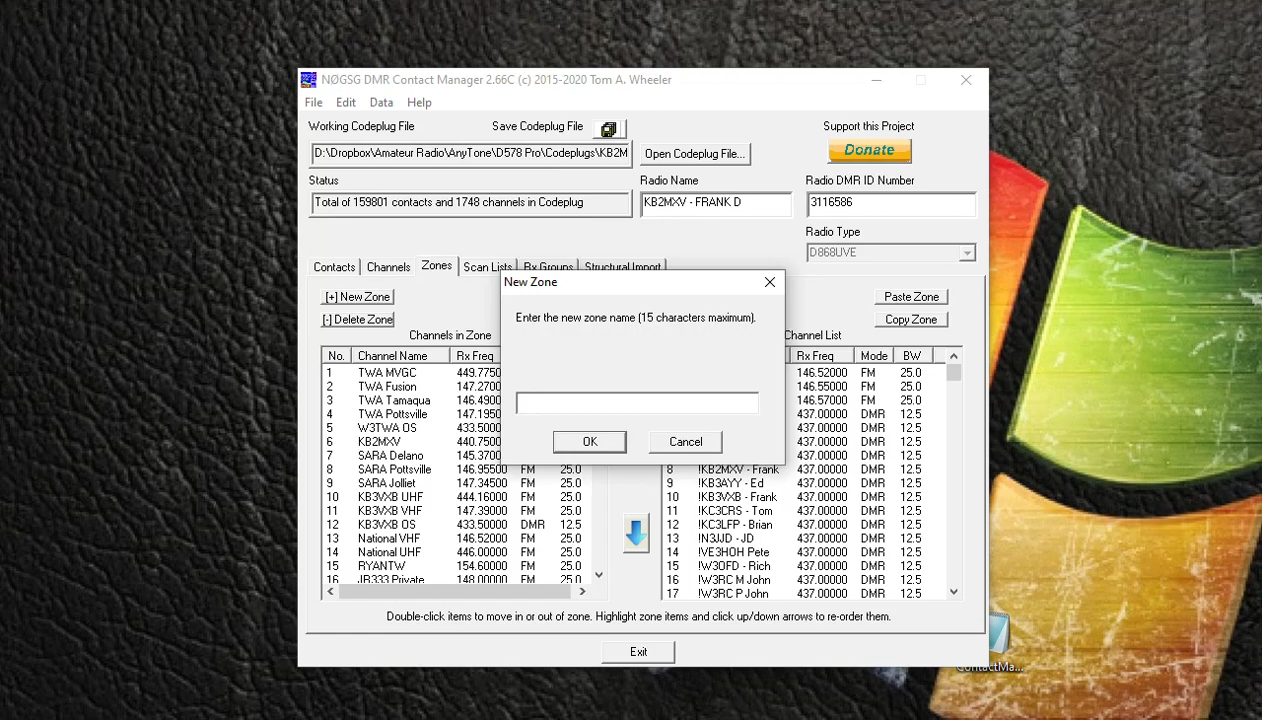 NØGSG DMR Contact Manager 2.66C (c) 2015-2020 Tom A. Wheeler
File Edit Data Help
Working Codeplug File Save Codeplug File Support this Project
D:\Dropbox\Amateur Radio\AnyTone\D578 Pro\Codeplugs\KB2M Open Codeplug File... Donate
Status Radio Name Radio DMR ID Number
Total of 159801 contacts and 1748 channels in Codeplug KB2MXV - FRANK D 3116586
Radio Type
D868UVE
Contacts Channels Zones Scan Lists Rx Groups Structural Import
New Zone
[+] New Zone Paste Zone
[-] Delete Zone Enter the new zone name (15 characters maximum). Copy Zone
Channels in Zone Channel List
No. Channel Name Rx Freq Rx Freq Mode BW
1 TWA MVGC 449.7750 146.52000 FM 25.0
2 TWA Fusion 147.2700 146.55000 FM 25.0
3 TWA Tamaqua 146.4900 146.57000 FM 25.0
4 TWA Pottsville 147.1950 437.00000 DMR 12.5
5 W3TWA OS 433.5000 437.00000 DMR 12.5
6 KB2MXV 440.7500 OK Cancel 437.00000 DMR 12.5
7 SARA Delano 145.3700 437.00000 DMR 12.5
8 SARA Pottsville 146.95500 FM 25.0 8 !KB2MXV - Frank 437.00000 DMR 12.5
9 SARA Jolliet 147.34500 FM 25.0 9 !KB3AYY - Ed 437.00000 DMR 12.5
10 KB3VXB UHF 444.16000 FM 25.0 10 !KB3VXB - Frank 437.00000 DMR 12.5
11 KB3VXB VHF 147.39000 FM 25.0 11 !KC3CRS - Tom 437.00000 DMR 12.5
12 KB3VXB OS 433.50000 DMR 12.5 12 !KC3LFP - Brian 437.00000 DMR 12.5
13 National VHF 146.52000 FM 25.0 13 !N3JJD - JD 437.00000 DMR 12.5
14 National UHF 446.00000 FM 25.0 14 !VE3HOH Pete 437.00000 DMR 12.5
15 RYANTW 154.60000 FM 25.0 15 !W3OFD - Rich 437.00000 DMR 12.5
16 JR333 Private 148.00000 FM 25.0 16 !W3RC M John 437.00000 DMR 12.5
17 !W3RC P John 437.00000 DMR 12.5
Double-click items to move in or out of zone. Highlight zone items and click up/down arrows to re-order them.
Exit
ContactMa...